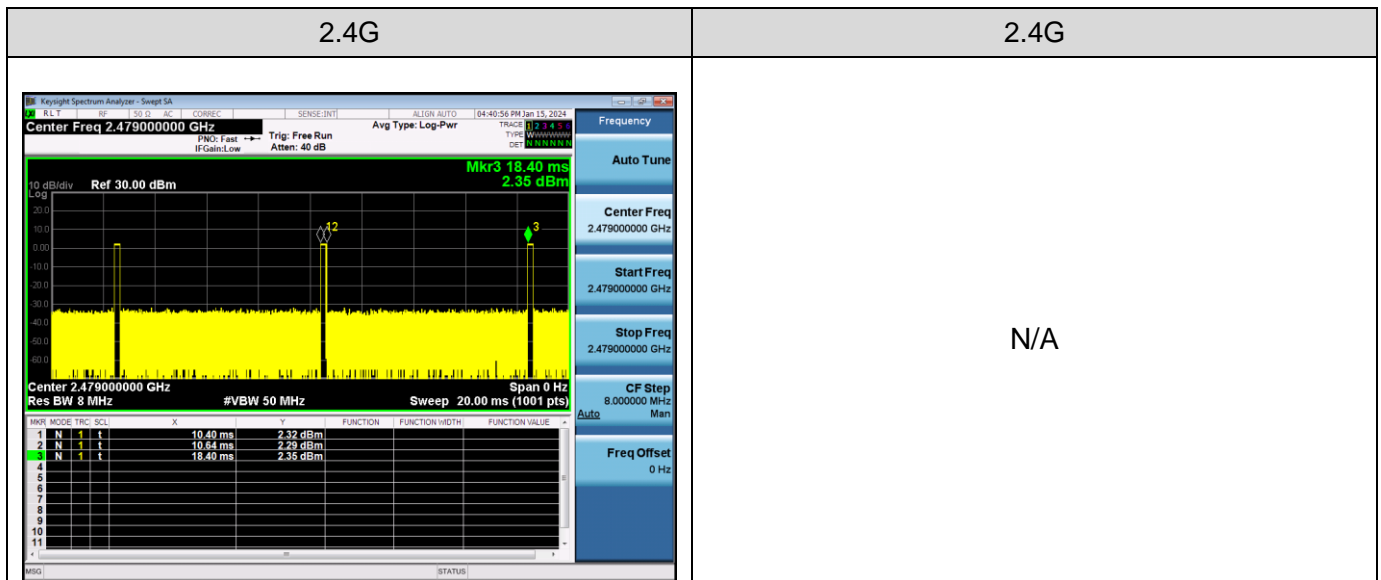 2.4G 2.4G
Keysight Spectrum Analyzer - Swept SA
RLT RF 50 Ω AC CORREC SENSE:INT ALIGN AUTO 04:40:56 PM Jan 15, 2024
Center Freq 2.479000000 GHz
PNO: Fast
IFGain:Low
Trig: Free Run
Atten: 40 dB
Avg Type: Log-Pwr
TRACE 1 2 3 4 5 6
TYPE WWWWWW
DET N N N N N N
Mkr3 18.40 ms
2.35 dBm
10 dB/div Ref 30.00 dBm
Log
20.0
10.0
0.00
-10.0
-20.0
-30.0
-40.0
-50.0
-60.0
12
3
Center 2.479000000 GHz Span 0 Hz
Res BW 8 MHz #VBW 50 MHz Sweep 20.00 ms (1001 pts)
MKR MODE TRC SCL X Y FUNCTION FUNCTION WIDTH FUNCTION VALUE
1 N 1 t 10.40 ms 2.32 dBm
2 N 1 t 10.64 ms 2.29 dBm
3 N 1 t 18.40 ms 2.35 dBm
4
5
6
7
8
9
10
11
MSG STATUS
Frequency
Auto Tune
Center Freq
2.479000000 GHz
Start Freq
2.479000000 GHz
Stop Freq
2.479000000 GHz
CF Step
8.000000 MHz
Auto Man
Freq Offset
0 Hz
N/A